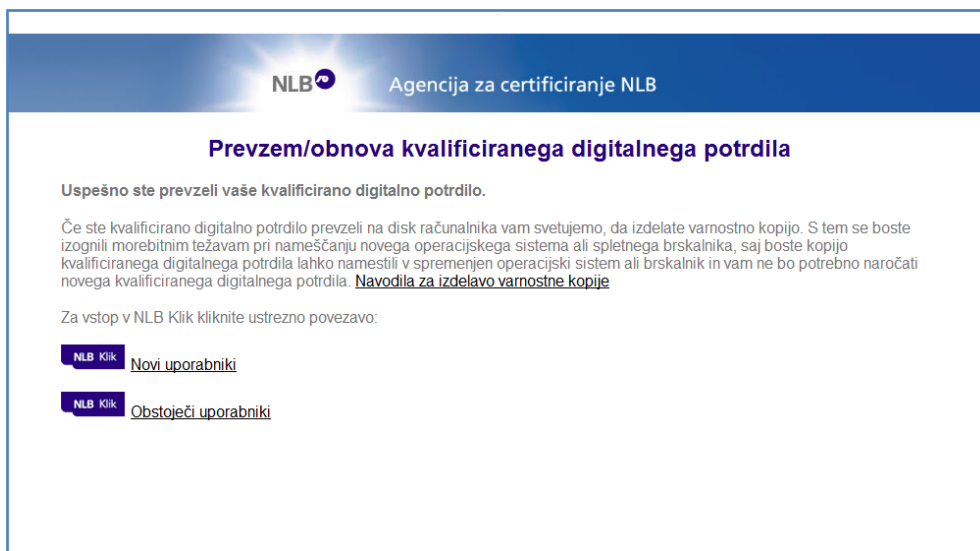 NLB Agencija za certificiranje NLB
Prevzem/obnova kvalificiranega digitalnega potrdila
Uspešno ste prevzeli vaše kvalificirano digitalno potrdilo.
Če ste kvalificirano digitalno potrdilo prevzeli na disk računalnika vam svetujemo, da izdelate varnostno kopijo. S tem se boste
izognili morebitnim težavam pri nameščanju novega operacijskega sistema ali spletnega brskalnika, saj boste kopijo
kvalificiranega digitalnega potrdila lahko namestili v spremenjen operacijski sistem ali brskalnik in vam ne bo potrebno naročati
novega kvalificiranega digitalnega potrdila. Navodila za izdelavo varnostne kopije
Za vstop v NLB Klik kliknite ustrezno povezavo:
NLB Klik Novi uporabniki
NLB Klik Obstoječi uporabniki